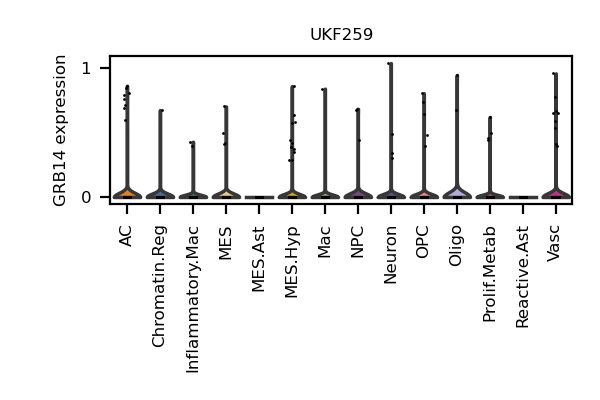 UKF259
GRB14 expression
1
0
AC
Chromatin.Reg
Inflammatory.Mac
MES
MES.Ast
MES.Hyp
Mac
NPC
Neuron
OPC
Oligo
Prolif.Metab
Reactive.Ast
Vasc